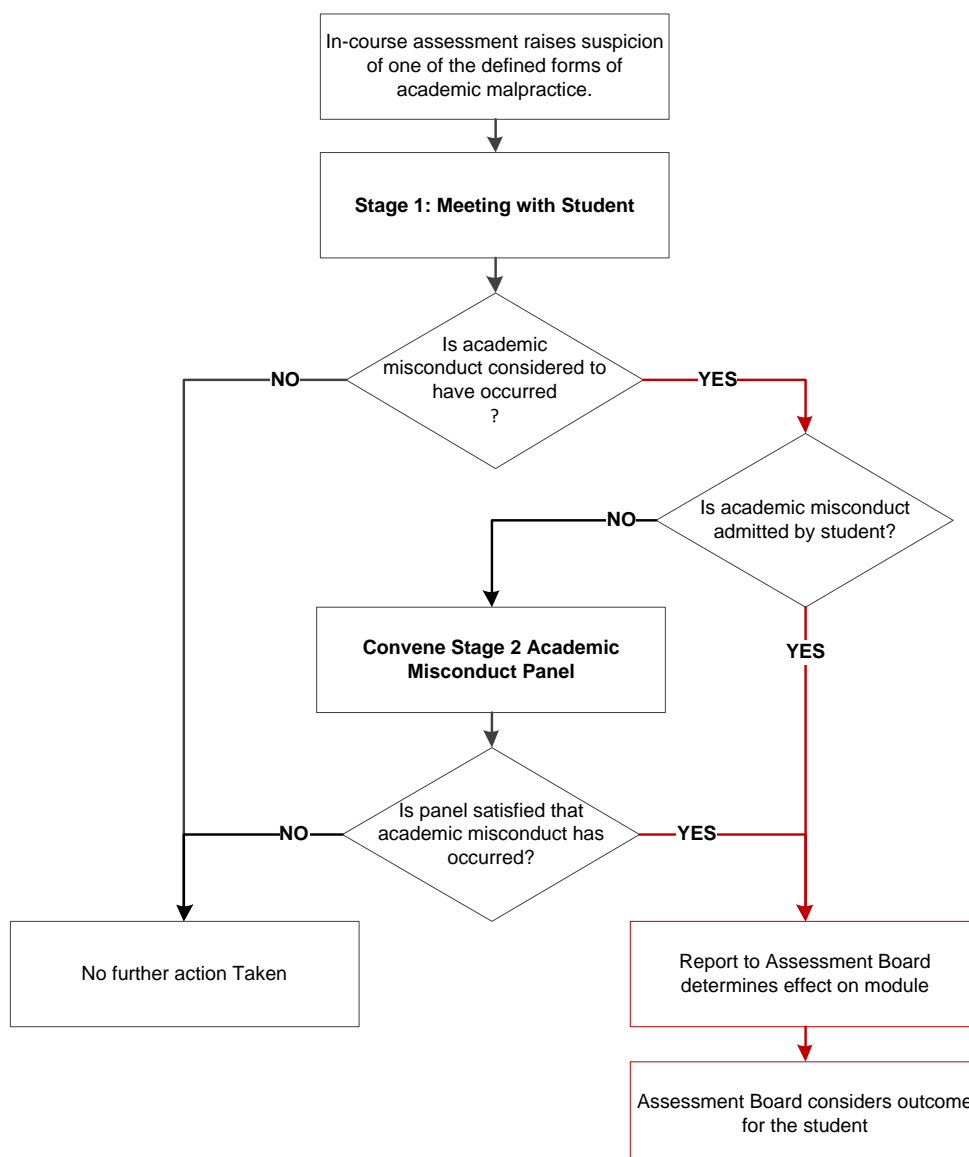 In-course assessment raises suspicion
of one of the defined forms of
academic malpractice.
Stage 1: Meeting with Student
Is academic
misconduct considered to
have occurred
?
NO
YES
Is academic misconduct
admitted by student?
NO
YES
Convene Stage 2 Academic
Misconduct Panel
Is panel satisfied that
academic misconduct has
occurred?
NO
YES
No further action Taken
Report to Assessment Board
determines effect on module
Assessment Board considers outcome
for the student